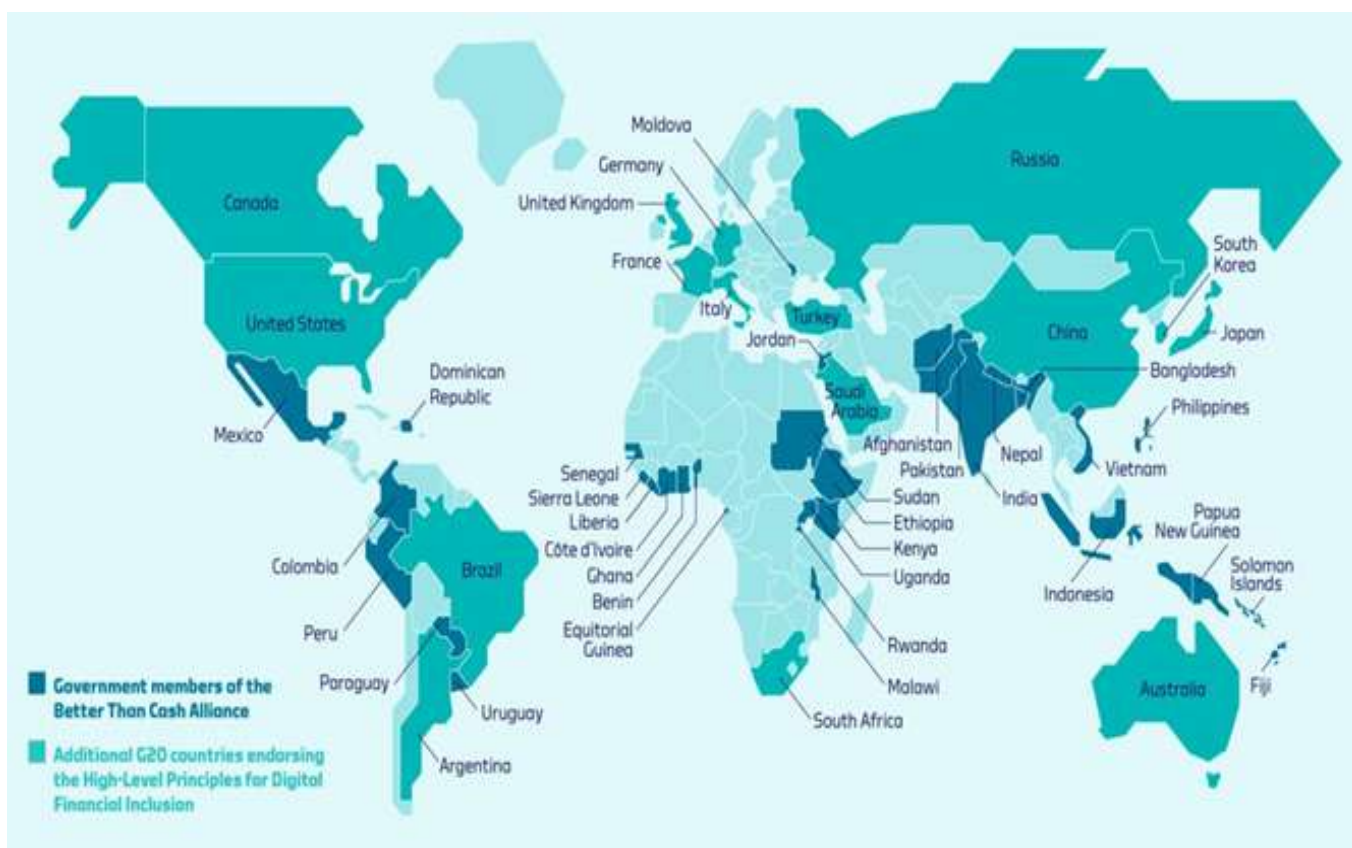 Moldova
Germany
United Kingdom
France
Italy
Turkey
Jordan
Saudi
Arabia
Russia
Canada
United States
China
South
Korea
Japan
Bangladesh
Philippines
Dominican
Republic
Mexico
Afghanistan
Pakistan
Nepal
India
Vietnam
Senegal
Sierra Leone
Liberia
Côte d'Ivoire
Ghana
Benin
Equitorial
Guinea
Sudan
Ethiopia
Kenya
Uganda
Rwanda
Malawi
South Africa
Papua
New Guinea
Solomon
Islands
Indonesia
Fiji
Australia
Colombia
Brazil
Peru
Paraguay
Uruguay
Argentina
Government members of the
Better Than Cash Alliance
Additional G20 countries endorsing
the High-Level Principles for Digital
Financial Inclusion